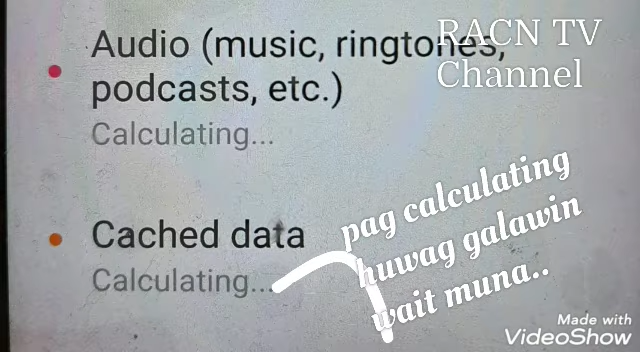 RACN TV
Channel
Audio (music, ringtones,
podcasts, etc.)
Calculating...
Cached data
Calculating...
pag calculating
huwag galawin
wait muna..
Made with
VideoShow